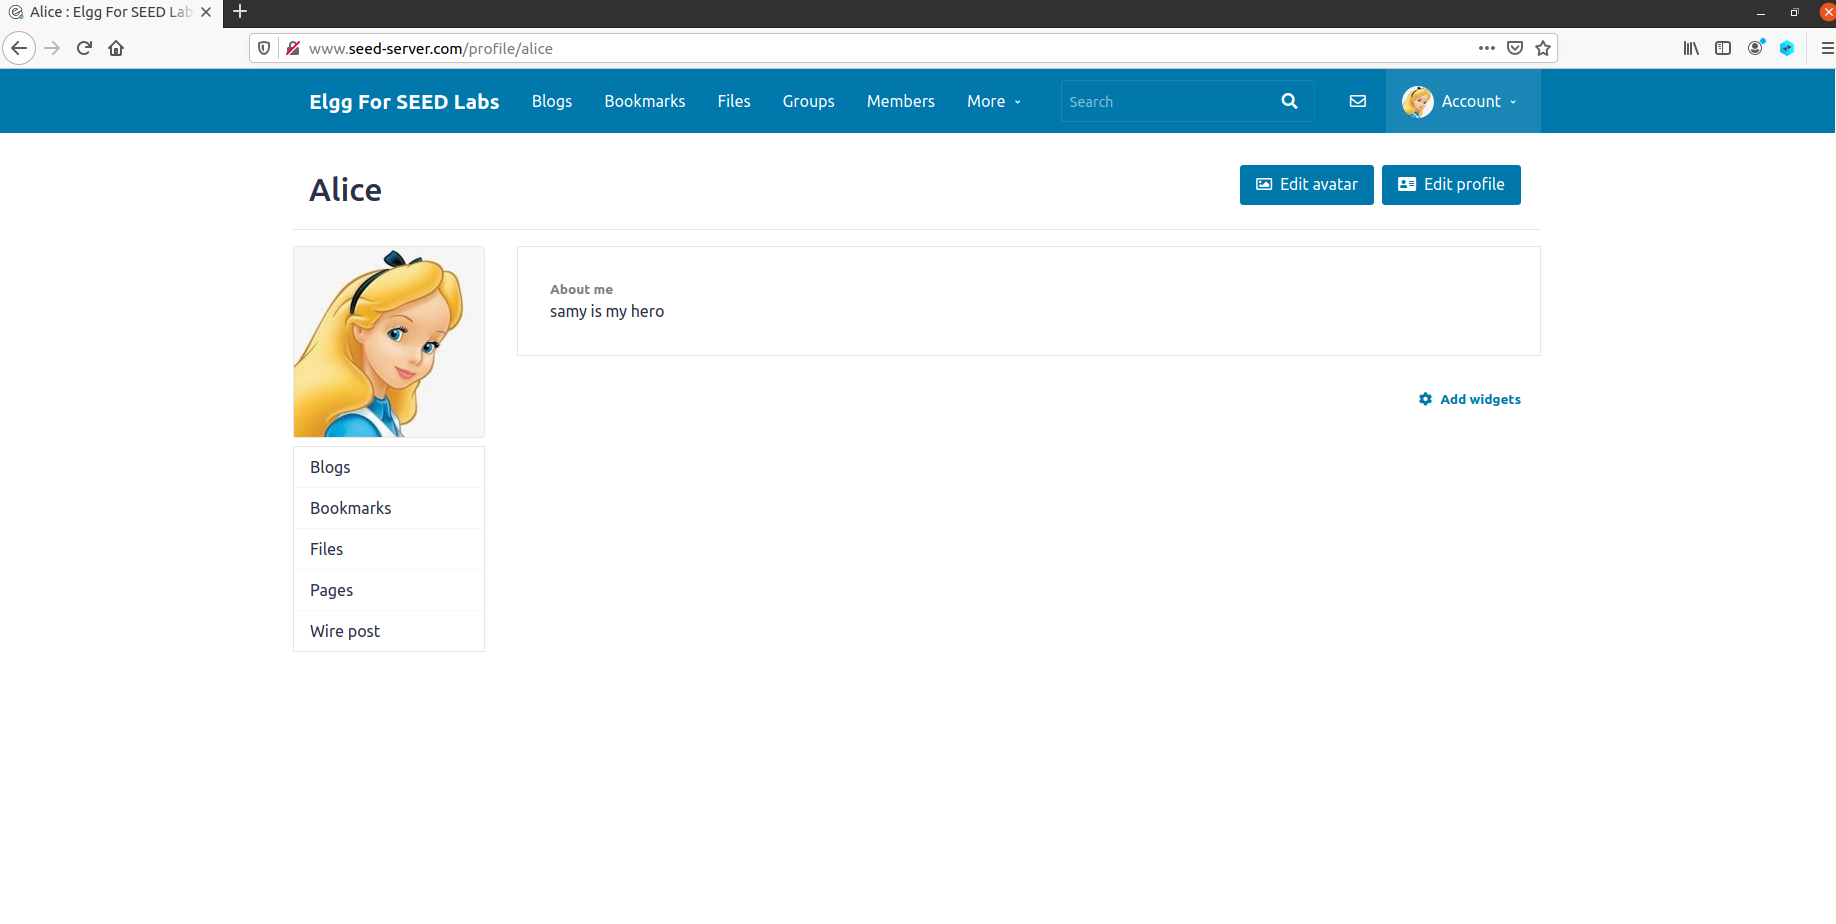 Alice : Elgg For SEED Lab
www.seed-server.com/profile/alice
Elgg For SEED Labs Blogs Bookmarks Files Groups Members More Search Account
Alice Edit avatar Edit profile
About me
samy is my hero
Add widgets
Blogs
Bookmarks
Files
Pages
Wire post